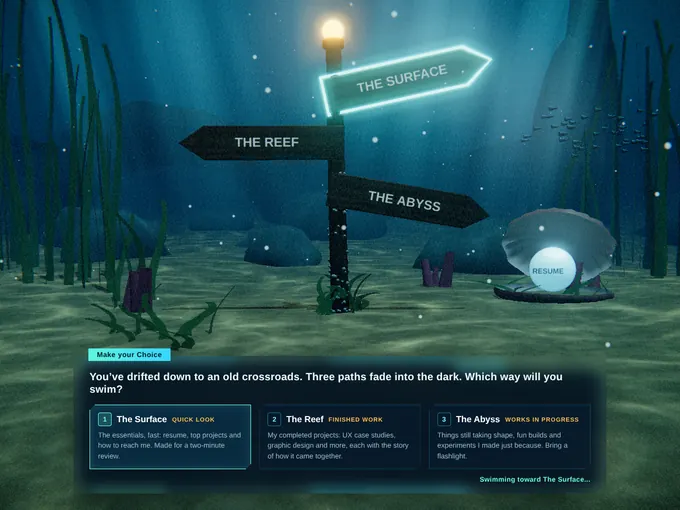 THE SURFACE
THE REEF
THE ABYSS
RESUME
Make your Choice
You’ve drifted down to an old crossroads. Three paths fade into the dark. Which way will you
swim?
1 The Surface QUICK LOOK
The essentials, fast: resume, top projects and
how to reach me. Made for a two-minute
review.
2 The Reef FINISHED WORK
My completed projects: UX case studies,
graphic design and more, each with the story
of how it came together.
3 The Abyss WORKS IN PROGRESS
Things still taking shape, fun builds and
experiments I made just because. Bring a
flashlight.
Swimming toward The Surface...